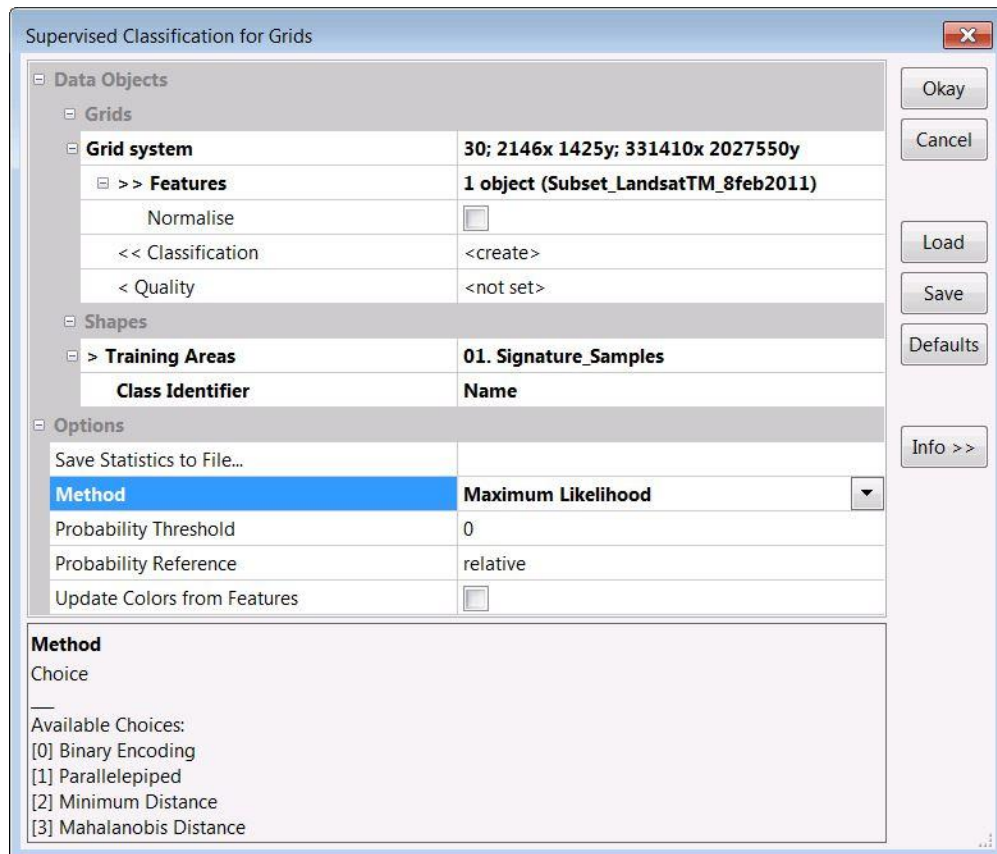 Supervised Classification for Grids
Data Objects
Grids
Grid system 30; 2146x 1425y; 331410x 2027550y
>> Features 1 object (Subset_LandsatTM_8feb2011)
Normalise
<< Classification <create>
< Quality <not set>
Shapes
> Training Areas 01. Signature_Samples
Class Identifier Name
Options
Save Statistics to File...
Method Maximum Likelihood
Probability Threshold 0
Probability Reference relative
Update Colors from Features
Okay
Cancel
Load
Save
Defaults
Info >>
Method
Choice
__
Available Choices:
[0] Binary Encoding
[1] Parallelepiped
[2] Minimum Distance
[3] Mahalanobis Distance